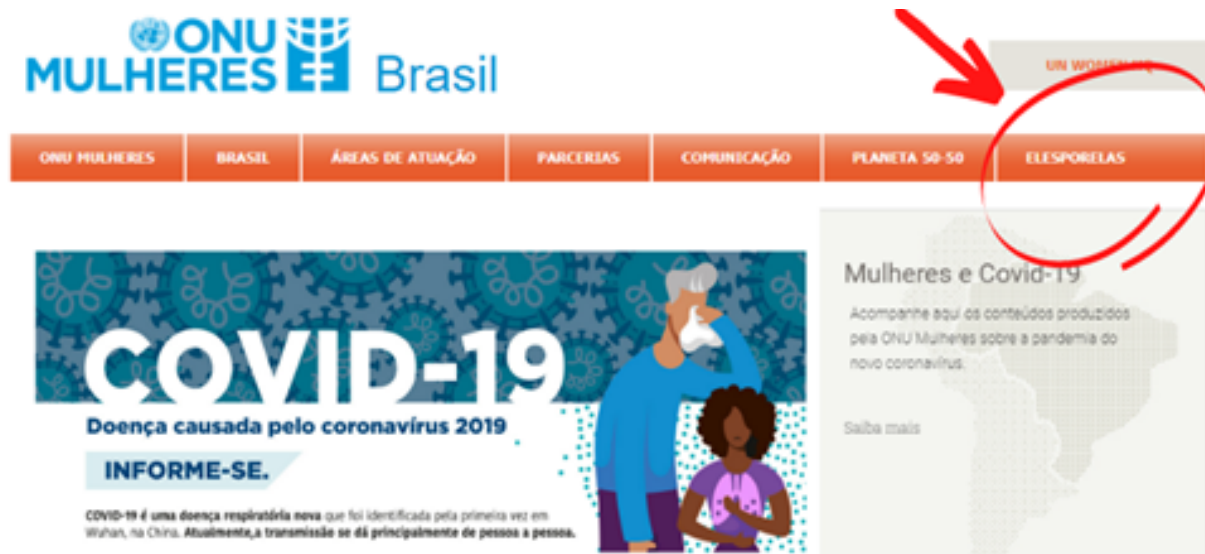 ONU
MULHERES
Brasil
UN WOMEN HQ
ONU MULHERES
BRASIL
ÁREAS DE ATUAÇÃO
PARCERIAS
COMUNICAÇÃO
PLANETA 50-50
ELESPORELAS
COVID-19
Doença causada pelo coronavírus 2019
INFORME-SE.
COVID-19 é uma doença respiratória nova que foi identificada pela primeira vez em
Wuhan, na China. Atualmente,a transmissão se dá principalmente de pessoa a pessoa.
Mulheres e Covid-19
Acompanhe aqui os conteúdos produzidos
pela ONU Mulheres sobre a pandemia do
novo coronavírus.
Saiba mais